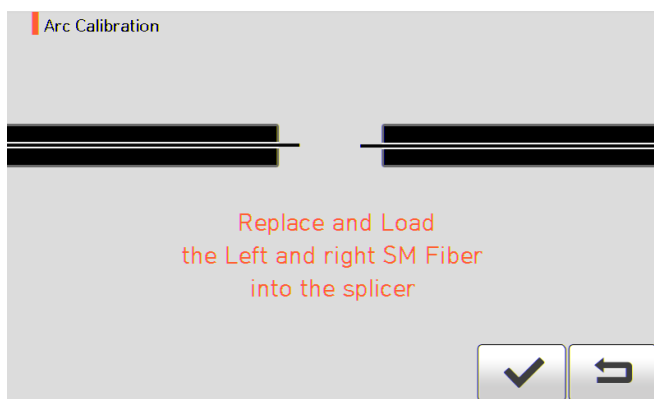 Arc Calibration
Replace and Load
the Left and right SM Fiber
into the splicer